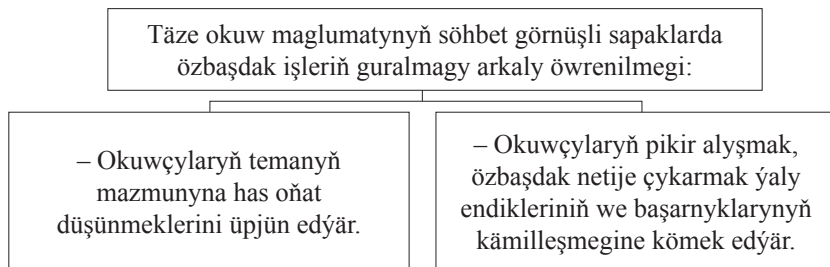 Täze okuw maglumatynyň söhbet görnüşli sapaklarda
özbaşdak işleriň guralmagy arkaly öwrenilmegi:
– Okuwçylaryň temanyň
mazmunyna has oňat
düşünmeklerini üpjün edýär.
– Okuwçylaryň pikir alyşmak,
özbaşdak netije çykarmak ýaly
endikleriniň we başarnyklarynyň
kämilleşmegine kömek edýär.